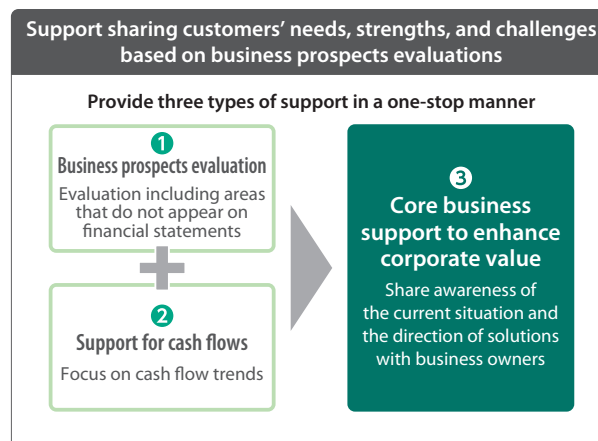 Support sharing customers’ needs, strengths, and challenges
based on business prospects evaluations
Provide three types of support in a one-stop manner
1
Business prospects evaluation
Evaluation including areas
that do not appear on
financial statements
2
Support for cash flows
Focus on cash flow trends
3
Core business
support to enhance
corporate value
Share awareness of
the current situation and
the direction of solutions
with business owners